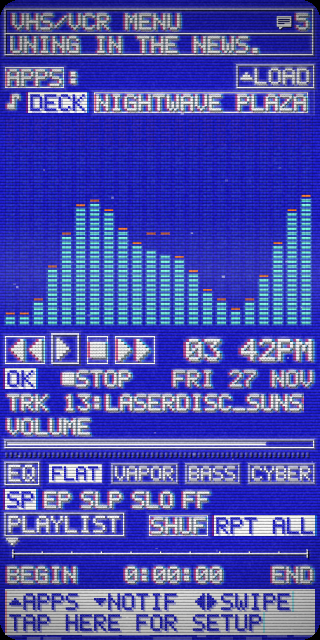 VHS/VCR MENU 5
UNING IN THE NEWS.
APPS: LOAD
DECK NIGHTWAVE PLAZA
03 42PM
OK STOP FRI 27 NOV
TRK 13:LASERDISC_SUNS
VOLUME
EQ FLAT VAPOR BASS CYBER
SP EP SLP SLO FF
PLAYLIST SHUF RPT ALL
BEGIN 0:00:00 END
APPS NOTIF SWIPE
TAP HERE FOR SETUP